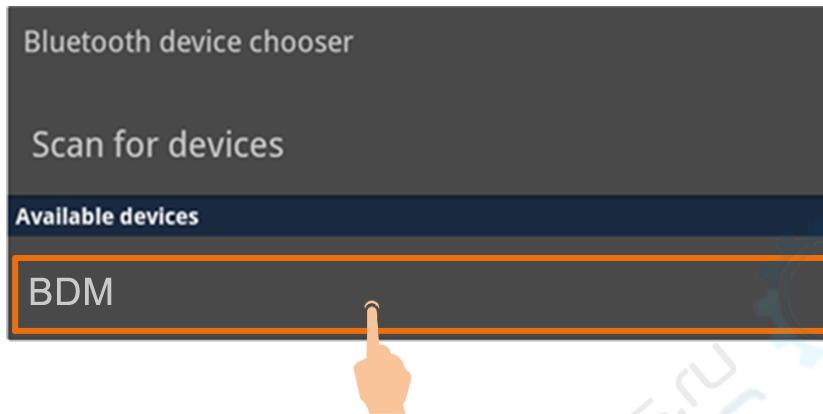 Bluetooth device chooser
Scan for devices
Available devices
BDM